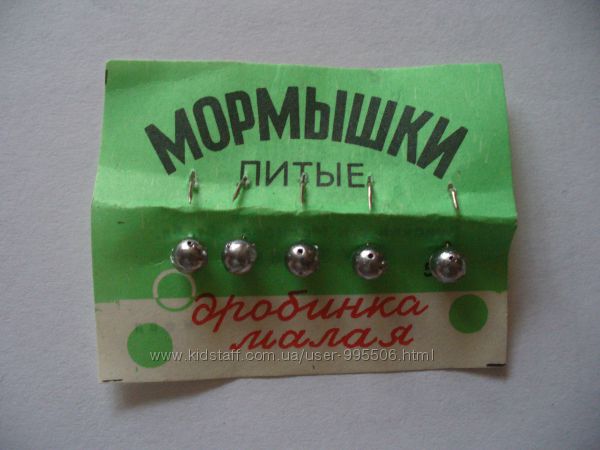 МОРМЫШКИ
ЛИТЫЕ
дробинка
малая
www.kidstaff.com.ua/user-995506.html